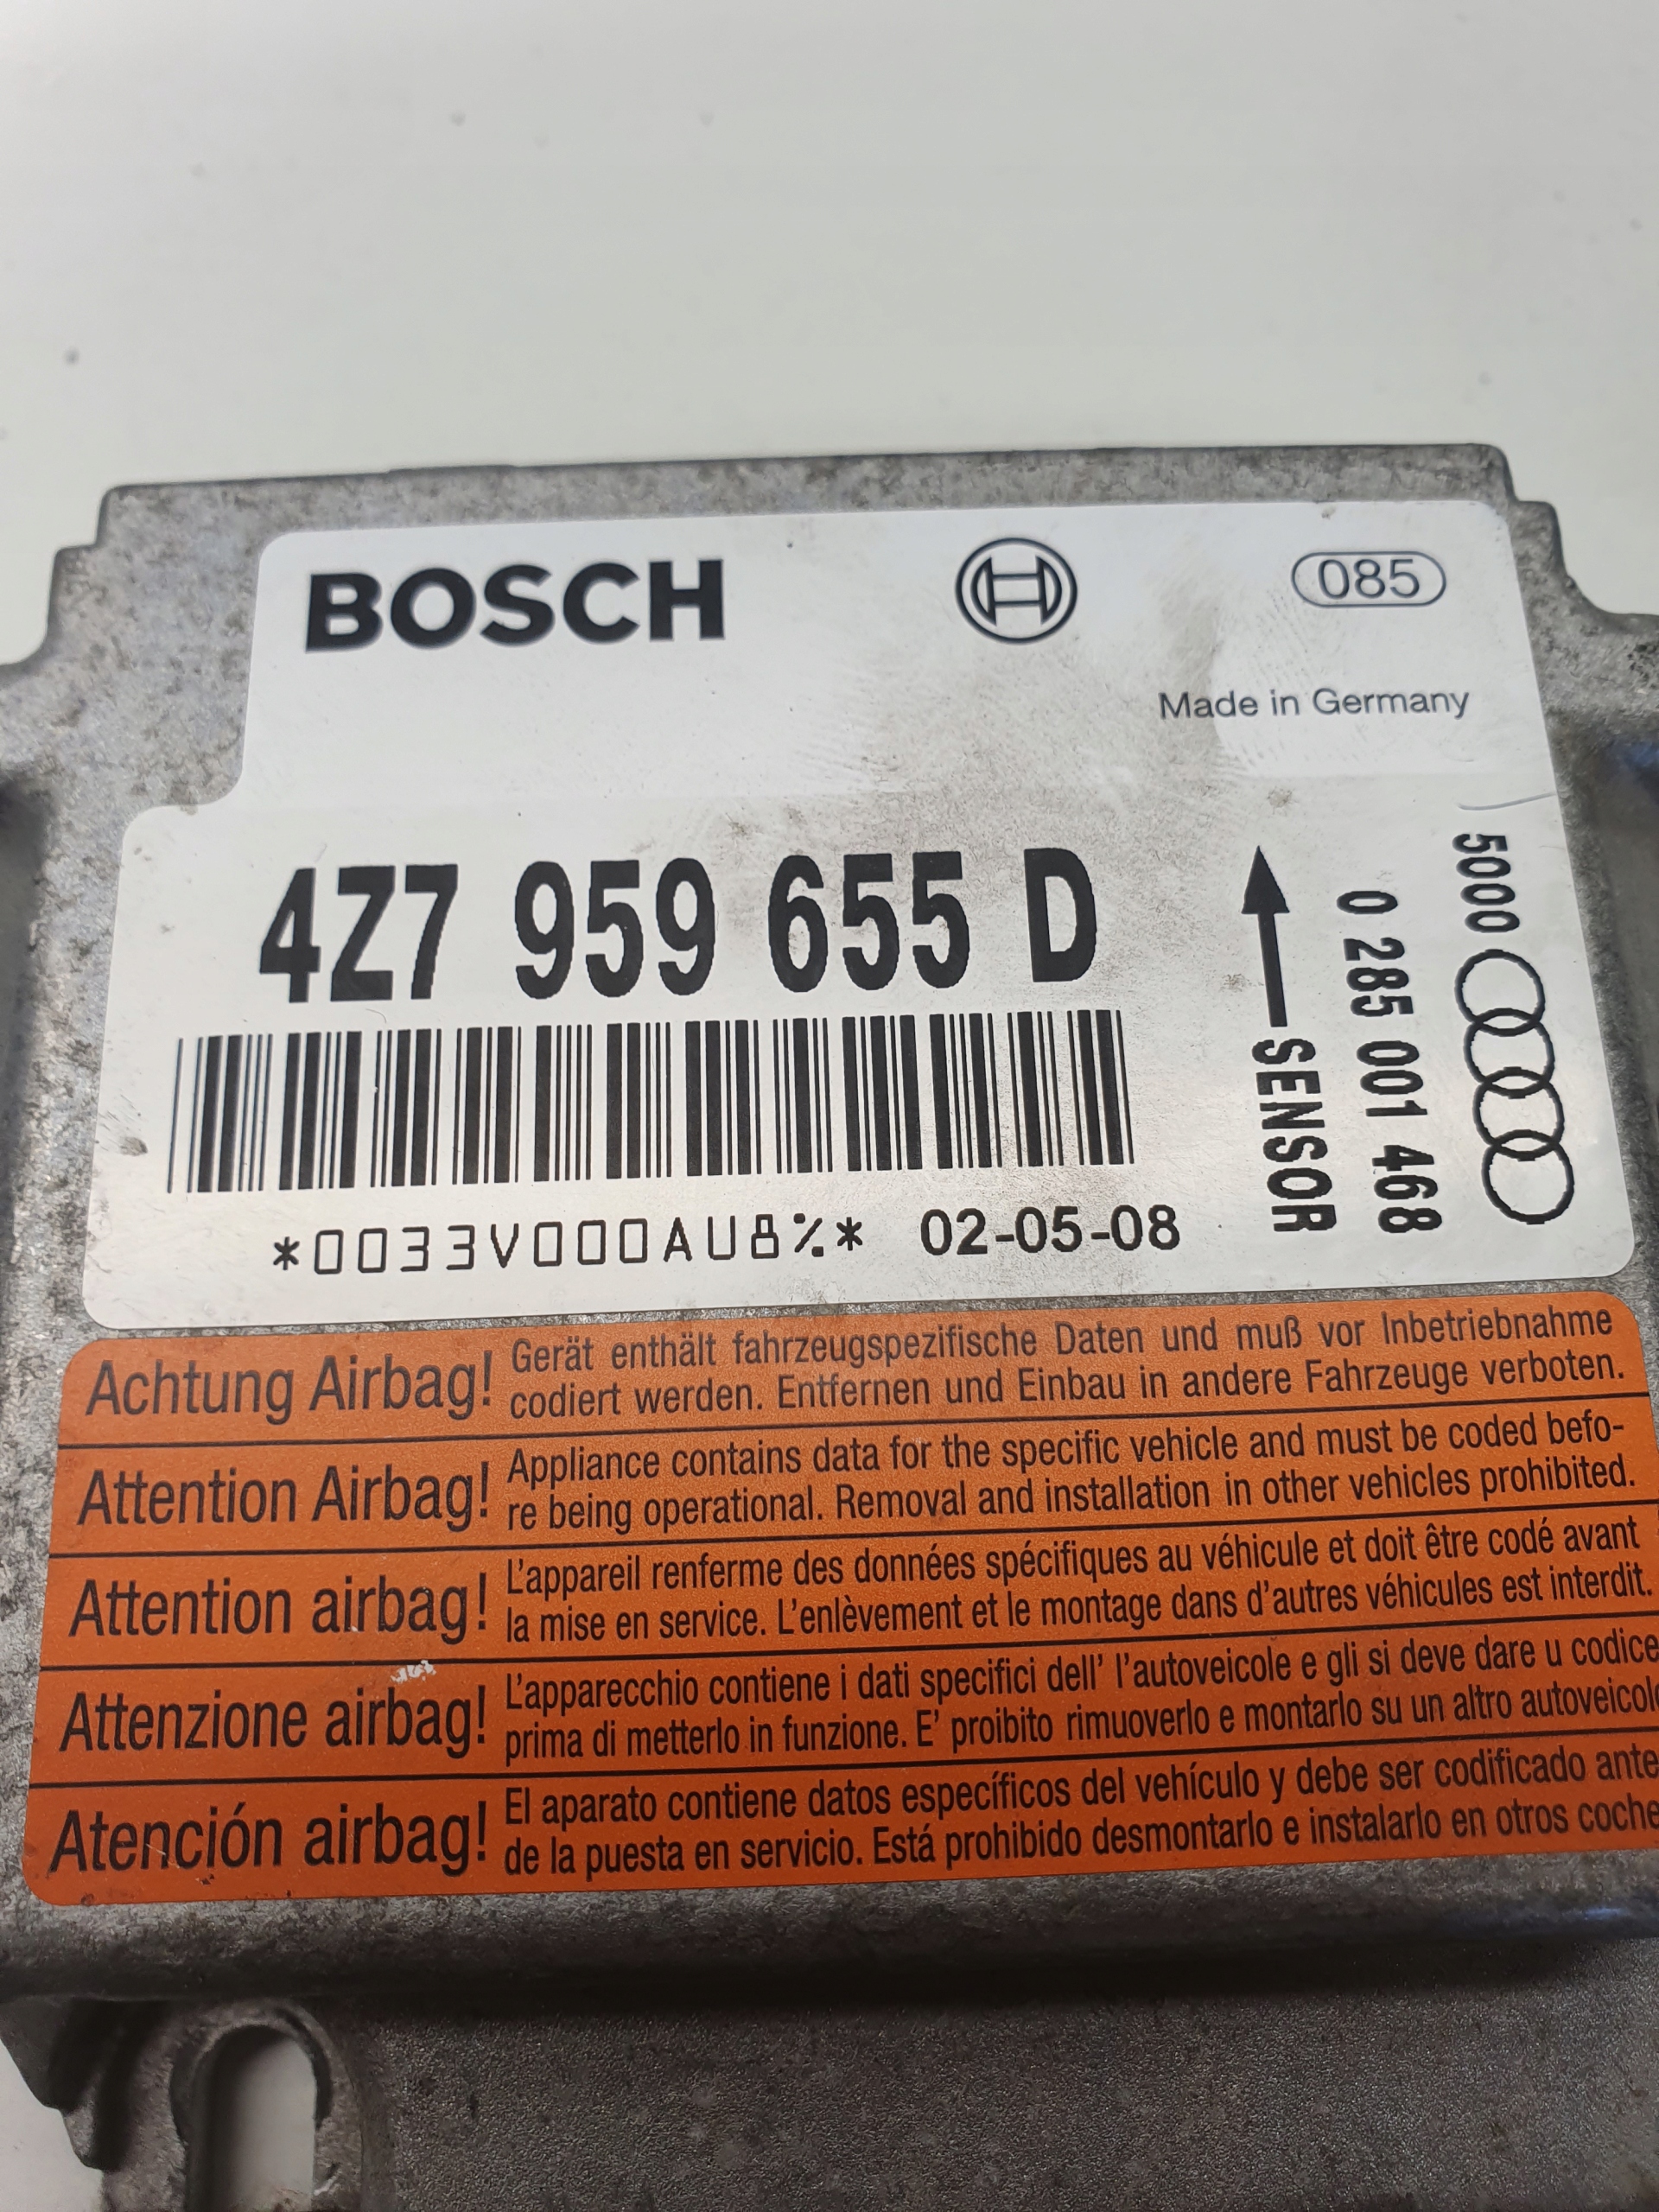 BOSCH
085
Made in Germany
4Z7 959 655 D
*0033V000AU8%* 02-05-08
SENSOR
0 285 001 468
5000
Achtung Airbag! Gerät enthält fahrzeugspezifische Daten und muß vor Inbetriebnahme
codiert werden. Entfernen und Einbau in andere Fahrzeuge verboten.
Attention Airbag! Appliance contains data for the specific vehicle and must be coded befo-
re being operational. Removal and installation in other vehicles prohibited.
Attention airbag! L'appareil renferme des données spécifiques au véhicule et doit être codé avant
la mise en service. L'enlèvement et le montage dans d'autres véhicules est interdit.
Attenzione airbag! L'apparecchio contiene i dati specifici dell' l'autoveicole e gli si deve dare u codice
prima di metterlo in funzione. E' proibito rimuoverlo e montarlo su un altro autoveicol
Atención airbag! El aparato contiene datos específicos del vehículo y debe ser codificado ante
de la puesta en servicio. Está prohibido desmontarlo e instalarlo en otros coche